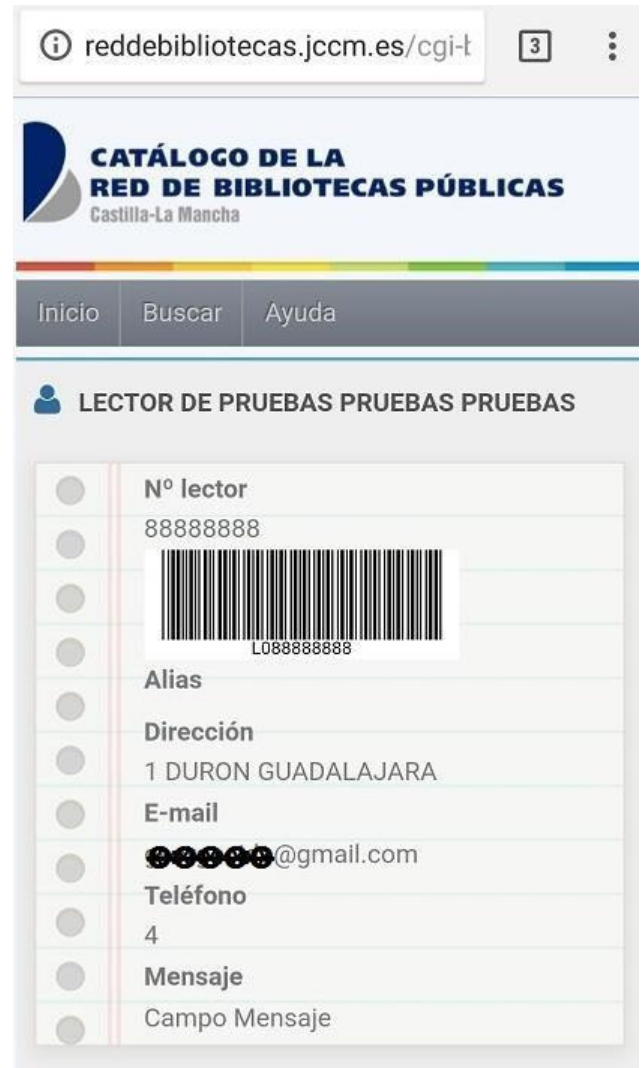 reddebibliotecas.jccm.es/cgi-
3
CATÁLOGO DE LA
RED DE BIBLIOTECAS PÚBLICAS
Castilla-La Mancha
Inicio Buscar Ayuda
LECTOR DE PRUEBAS PRUEBAS PRUEBAS
Nº lector
88888888
L088888888
Alias
Dirección
1 DURON GUADALAJARA
E-mail
@gmail.com
Teléfono
4
Mensaje
Campo Mensaje